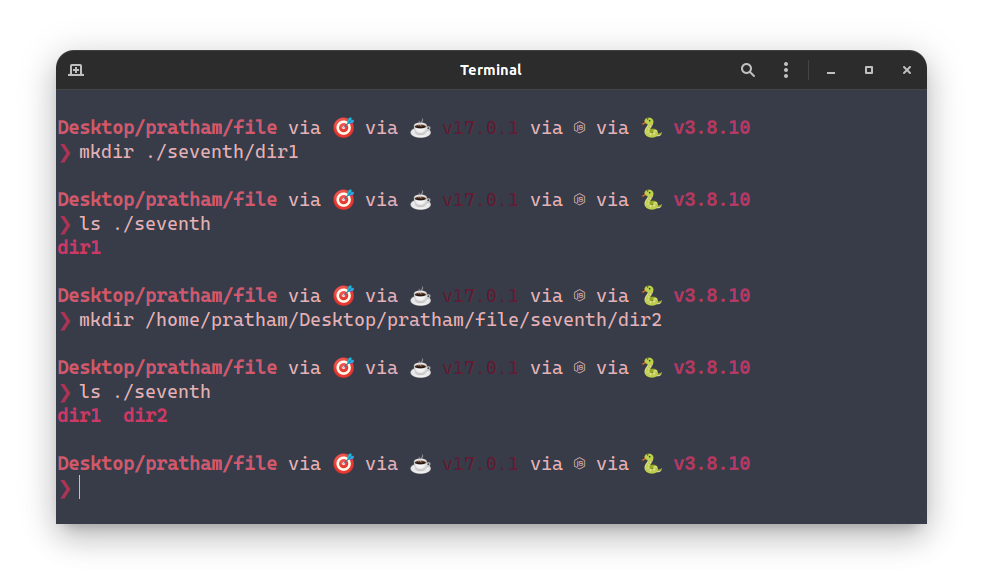 Terminal
Desktop/pratham/file via 🎯 via ☕ v17.0.1 via via 🐍 v3.8.10
❯ mkdir ./seventh/dir1
Desktop/pratham/file via 🎯 via ☕ v17.0.1 via via 🐍 v3.8.10
❯ ls ./seventh
dir1
Desktop/pratham/file via 🎯 via ☕ v17.0.1 via via 🐍 v3.8.10
❯ mkdir /home/pratham/Desktop/pratham/file/seventh/dir2
Desktop/pratham/file via 🎯 via ☕ v17.0.1 via via 🐍 v3.8.10
❯ ls ./seventh
dir1 dir2
Desktop/pratham/file via 🎯 via ☕ v17.0.1 via via 🐍 v3.8.10
❯